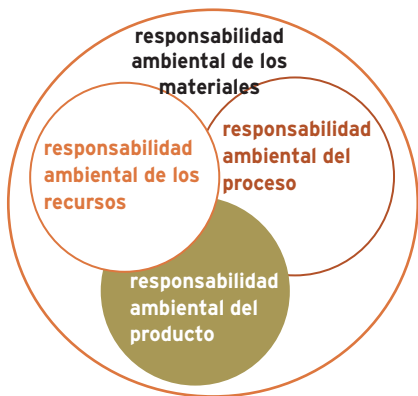 responsabilidad
ambiental de los
materiales
responsabilidad
ambiental de los
recursos
responsabilidad
ambiental del
proceso
responsabilidad
ambiental del
producto